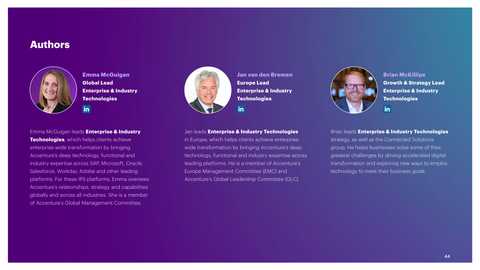 Authors
Emma McGuigan
Global Lead
Enterprise & Industry
Technologies
in
Emma McGuigan leads Enterprise & Industry
Technologies, which helps clients achieve
enterprise-wide transformation by bringing
Accenture's deep technology, functional and
industry expertise across SAP, Microsoft, Oracle,
Salesforce, Workday, Adobe and other leading
platforms. For these IPS platforms, Emma oversees
Accenture's relationships, strategy and capabilities
globally and across all industries. She is a member
of Accenture's Global Management Committee.
Jan van den Bremen
Europe Lead
Enterprise & Industry
Technologies
in
Jan leads Enterprise & Industry Technologies
in Europe, which helps clients achieve enterprise-
wide transformation by bringing Accenture's deep
technology, functional and industry expertise across
leading platforms. He is a member of Accenture's
Europe Management Committee (EMC) and
Accenture's Global Leadership Committee (GLC).
Brian McKillips
Growth & Strategy Lead
Enterprise & Industry
Technologies
in
Brian leads Enterprise & Industry Technologies
strategy, as well as the Connected Solutions
group. He helps businesses solve some of their
greatest challenges by driving accelerated digital
transformation and exploring new ways to employ
technology to meet their business goals.
44